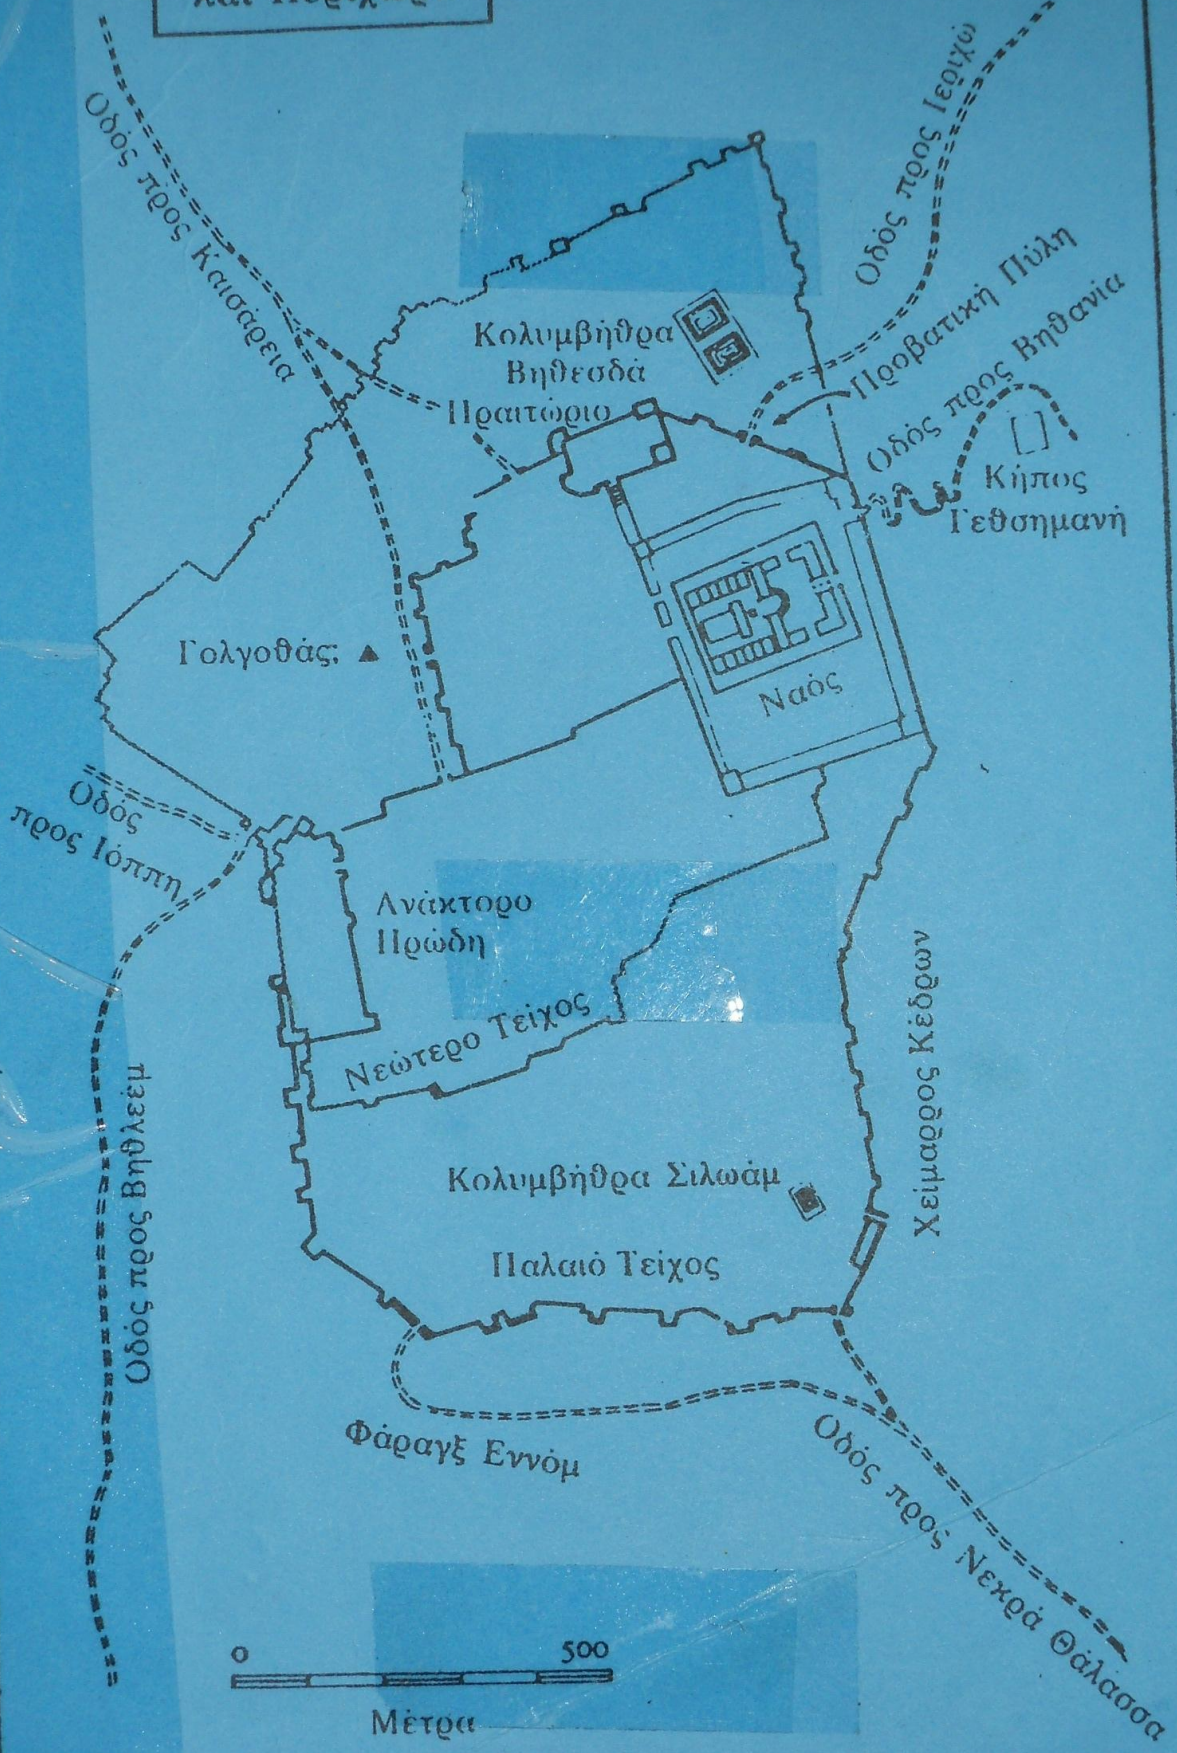 Οδός προς Καισάρεια
Οδός προς Ιεριχώ
Κολυμβήθρα
Βηθεσδά
Πραιτώριο
Προβατική Πύλη
Οδός προς Βηθανία
Κήπος
Γεθσημανή
Γολγοθάς;
Ναός
Οδός
προς Ιόππη
Ανάκτορο
Ηρώδη
Νεώτερο Τείχος
Χείμαρρος Κέδρων
Οδός προς Βηθλεέμ
Κολυμβήθρα Σιλωάμ
Παλαιό Τείχος
Φάραγξ Εννόμ
Οδός προς Νεκρά Θάλασσα
0 500
Μέτρα